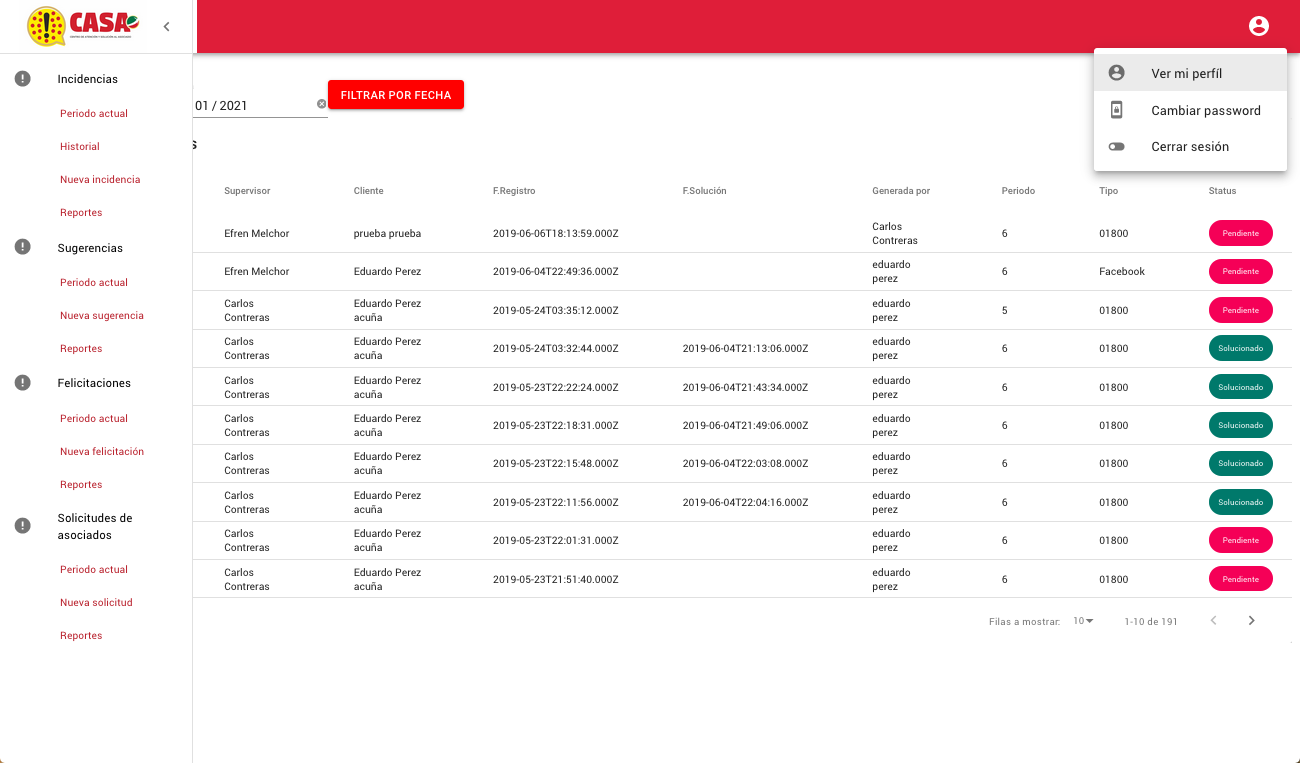 CASA
CENTRO DE ATENCIÓN Y SOLUCIÓN AL ASOCIADO
Incidencias
Periodo actual
Historial
Nueva incidencia
Reportes
Sugerencias
Periodo actual
Nueva sugerencia
Reportes
Felicitaciones
Periodo actual
Nueva felicitación
Reportes
Solicitudes de
asociados
Periodo actual
Nueva solicitud
Reportes
Ver mi perfíl
Cambiar password
Cerrar sesión
01 / 2021 FILTRAR POR FECHA
s
Supervisor Cliente F.Registro F.Solución Generada por Periodo Tipo Status
Efren Melchor prueba prueba 2019-06-06T18:13:59.000Z Carlos Contreras 6 01800 Pendiente
Efren Melchor Eduardo Perez 2019-06-04T22:49:36.000Z eduardo perez 6 Facebook Pendiente
Carlos Contreras Eduardo Perez acuña 2019-05-24T03:35:12.000Z eduardo perez 5 01800 Pendiente
Carlos Contreras Eduardo Perez acuña 2019-05-24T03:32:44.000Z 2019-06-04T21:13:06.000Z eduardo perez 6 01800 Solucionado
Carlos Contreras Eduardo Perez acuña 2019-05-23T22:22:24.000Z 2019-06-04T21:43:34.000Z eduardo perez 6 01800 Solucionado
Carlos Contreras Eduardo Perez acuña 2019-05-23T22:18:31.000Z 2019-06-04T21:49:06.000Z eduardo perez 6 01800 Solucionado
Carlos Contreras Eduardo Perez acuña 2019-05-23T22:15:48.000Z 2019-06-04T22:03:08.000Z eduardo perez 6 01800 Solucionado
Carlos Contreras Eduardo Perez acuña 2019-05-23T22:11:56.000Z 2019-06-04T22:04:16.000Z eduardo perez 6 01800 Solucionado
Carlos Contreras Eduardo Perez acuña 2019-05-23T22:01:31.000Z eduardo perez 6 01800 Pendiente
Carlos Contreras Eduardo Perez acuña 2019-05-23T21:51:40.000Z eduardo perez 6 01800 Pendiente
Filas a mostrar: 10 1-10 de 191